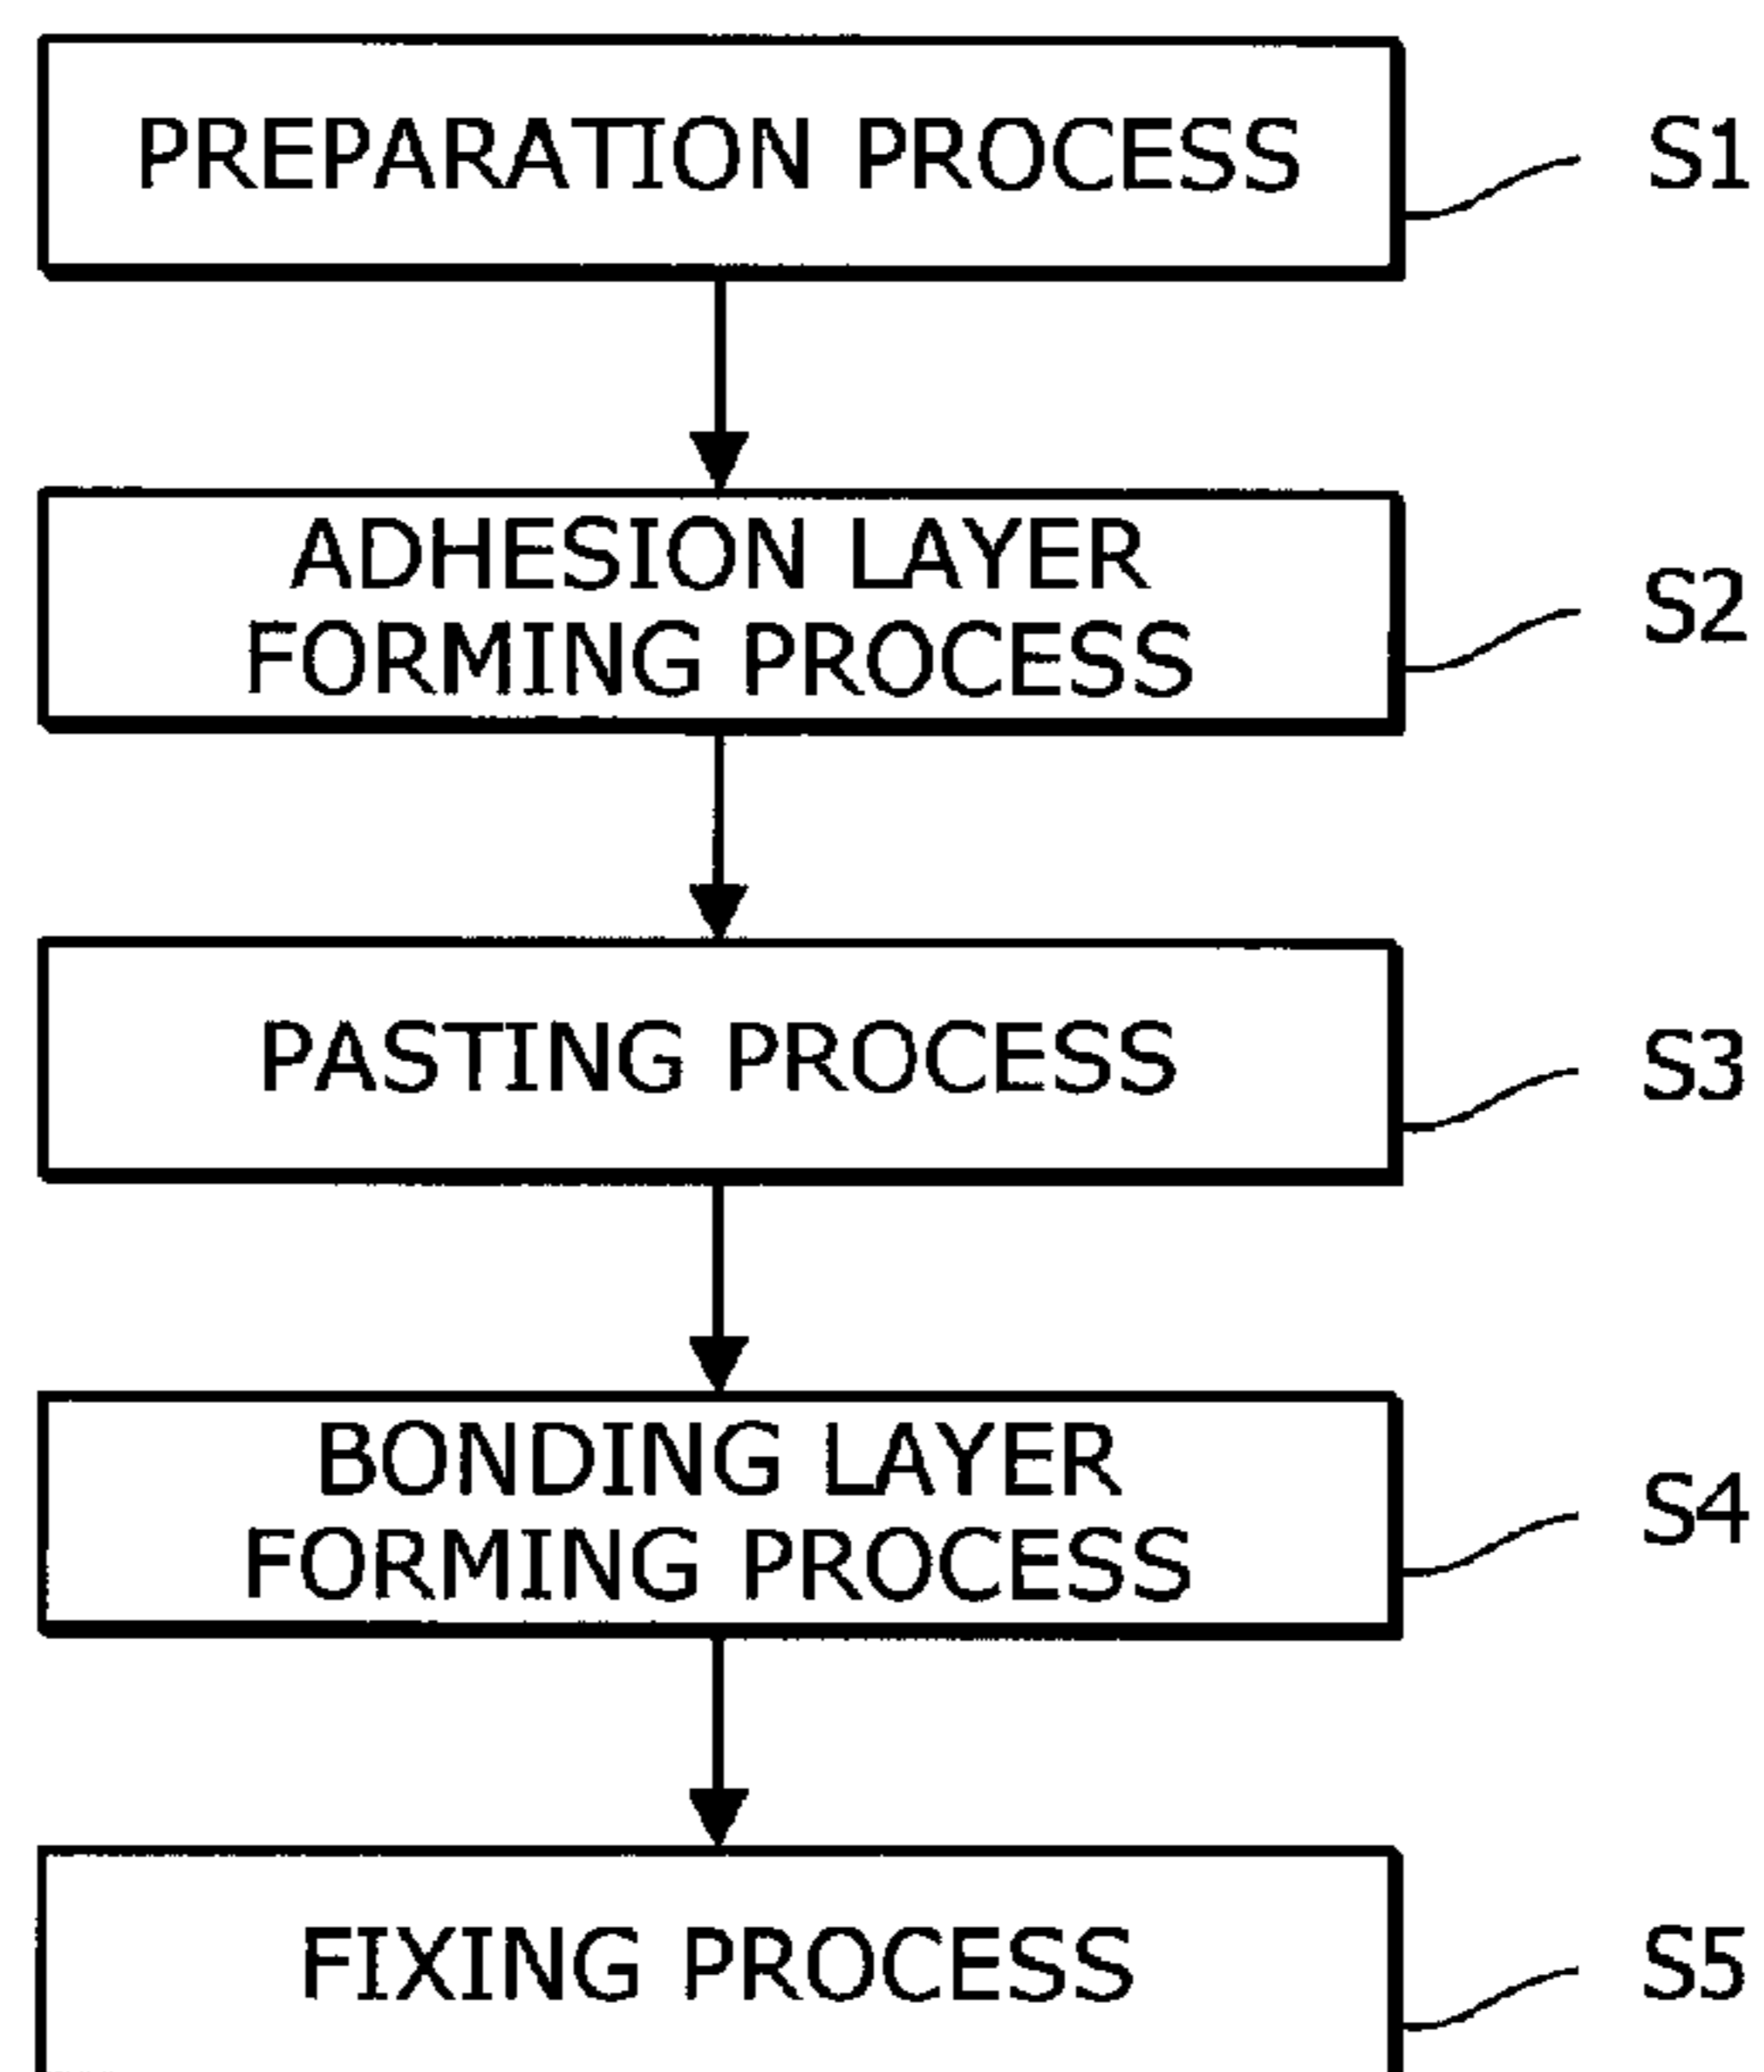 PREPARATION PROCESS
S1
ADHESION LAYER
FORMING PROCESS
S2
PASTING PROCESS
S3
BONDING LAYER
FORMING PROCESS
S4
FIXING PROCESS
S5